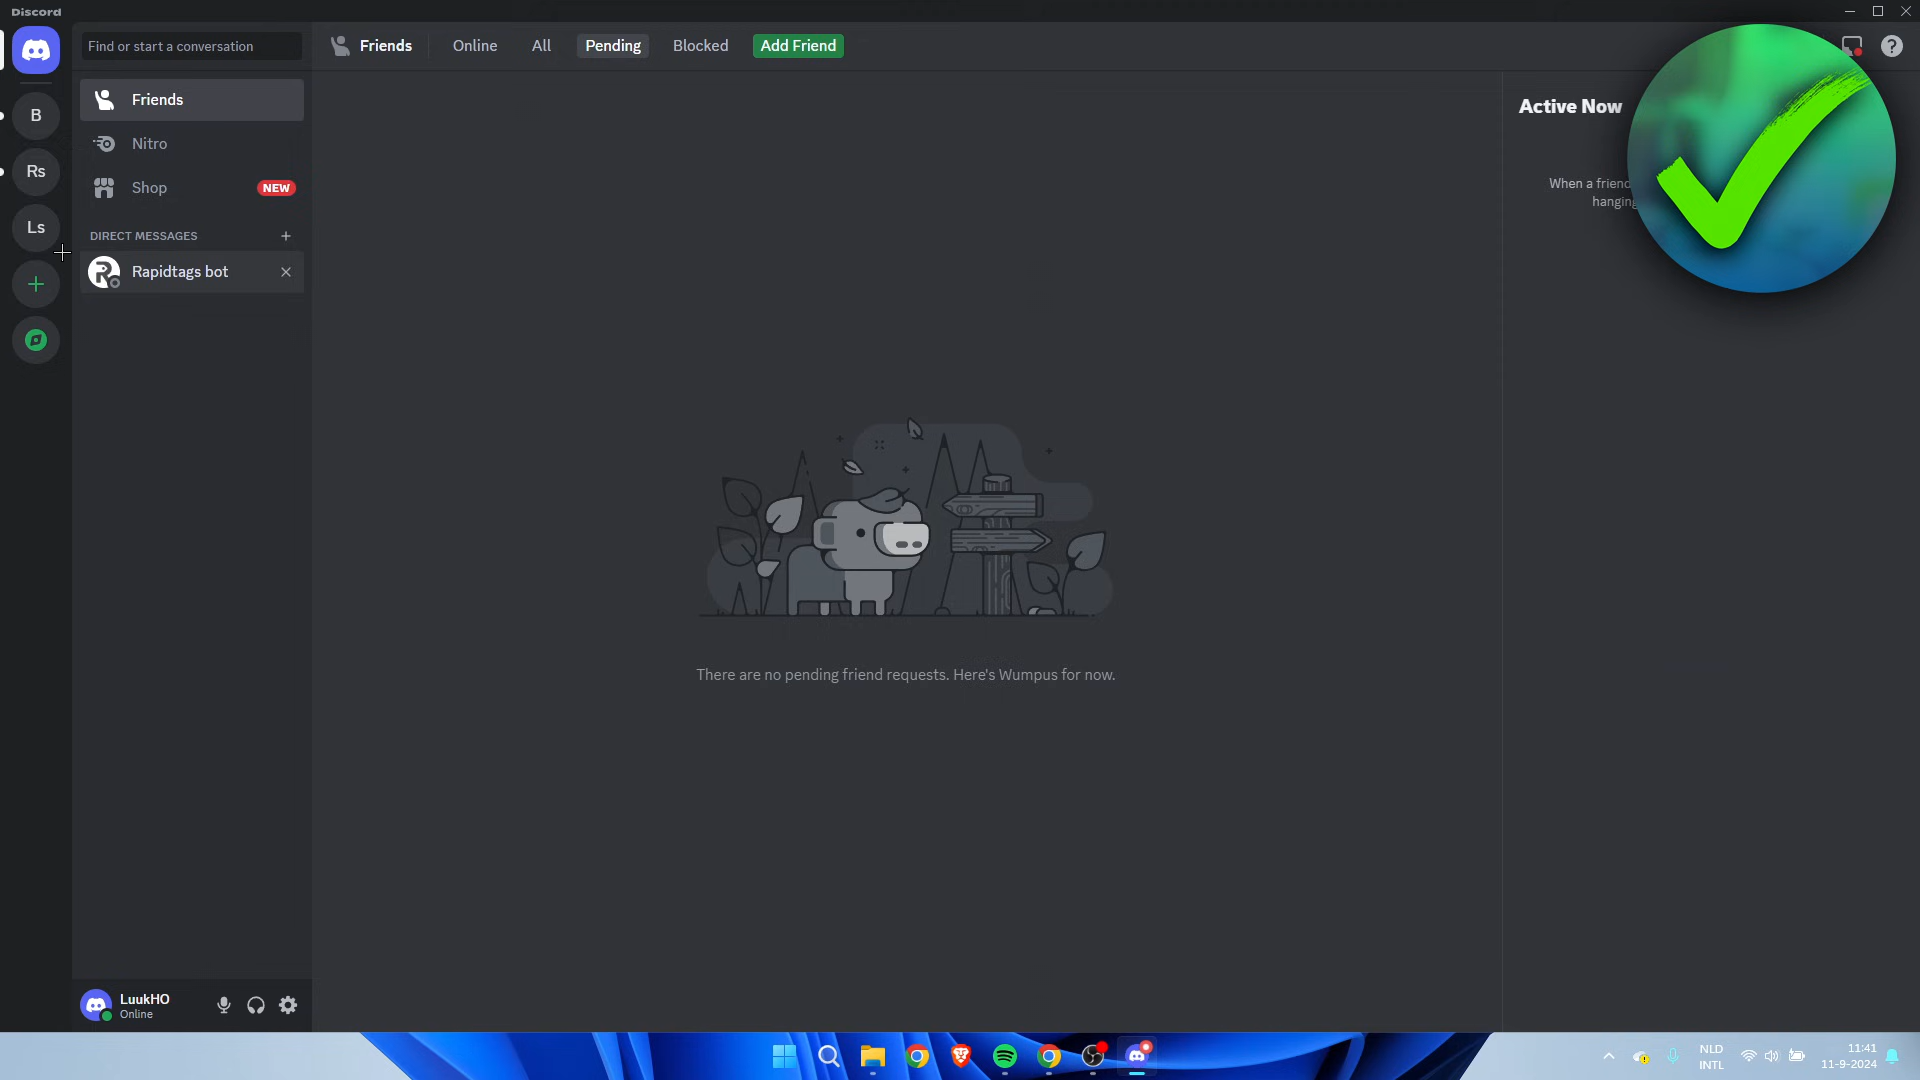 Discord
Find or start a conversation
Friends
Online
All
Pending
Blocked
Add Friend
B
Rs
Ls
Friends
Nitro
Shop
NEW
DIRECT MESSAGES
Rapidtags bot
Active Now
When a friend
hanging
There are no pending friend requests. Here's Wumpus for now.
LuukHO
Online
NLD
INTL
11:41
11-9-2024